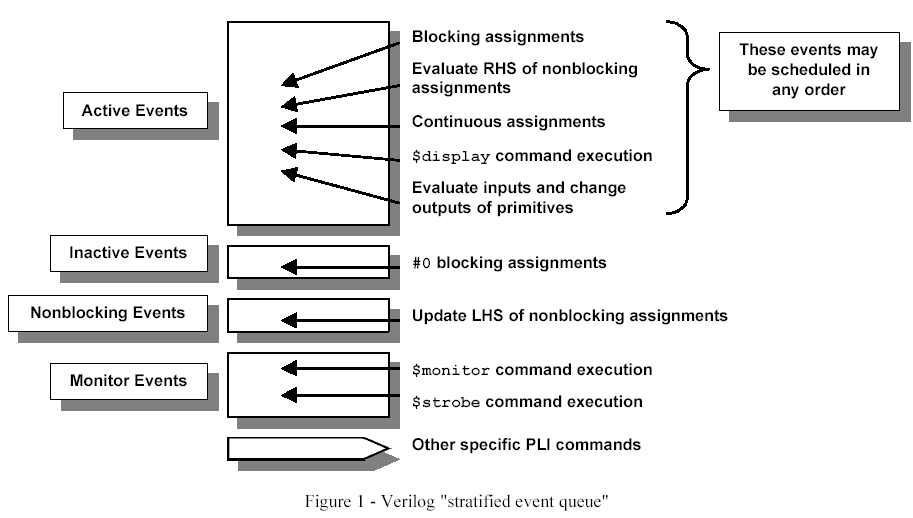 Blocking assignments
Evaluate RHS of nonblocking
assignments
Active Events
Continuous assignments
$display command execution
Evaluate inputs and change
outputs of primitives
These events may
be scheduled in
any order
Inactive Events
#0 blocking assignments
Nonblocking Events
Update LHS of nonblocking assignments
Monitor Events
$monitor command execution
$strobe command execution
Other specific PLI commands
Figure 1 - Verilog "stratified event queue"